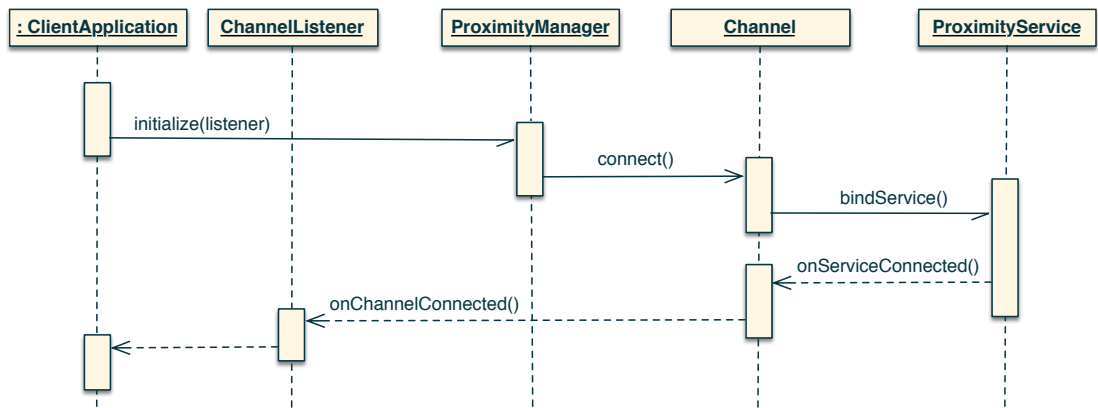 : ClientApplication
ChannelListener
ProximityManager
Channel
ProximityService
initialize(listener)
connect()
bindService()
onServiceConnected()
onChannelConnected()